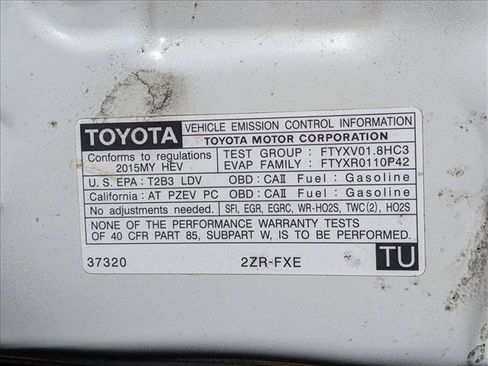 TOYOTA
VEHICLE EMISSION CONTROL INFORMATION
TOYOTA MOTOR CORPORATION
Conforms to regulations
2015MY HEV
TEST GROUP : FTYXV01.8HC3
EVAP FAMILY : FTYXR0110P42
U.S. EPA : T2B3 LDV OBD : CAII Fuel : Gasoline
California : AT PZEV PC OBD : CAII Fuel : Gasoline
No adjustments needed. SFI, EGR, EGRC, WR-HO2S, TWC(2), HO2S
NONE OF THE PERFORMANCE WARRANTY TESTS
OF 40 CFR PART 85, SUBPART W, IS TO BE CONDUCTED.
37320 2ZR-FXE TU